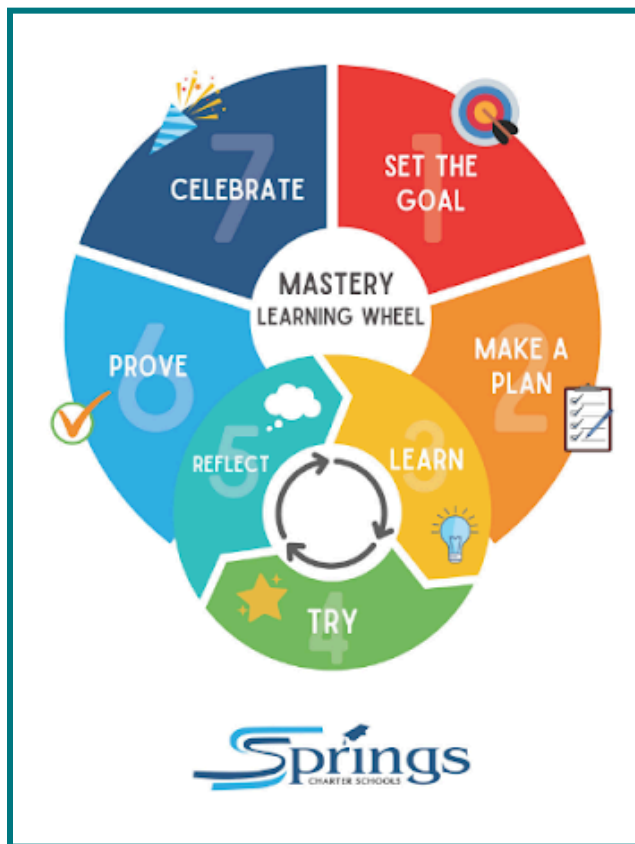 MASTERY
LEARNING WHEEL
1
SET THE
GOAL
2
MAKE A
PLAN
3
LEARN
4
TRY
5
REFLECT
6
PROVE
7
CELEBRATE
Springs
CHARTER SCHOOLS